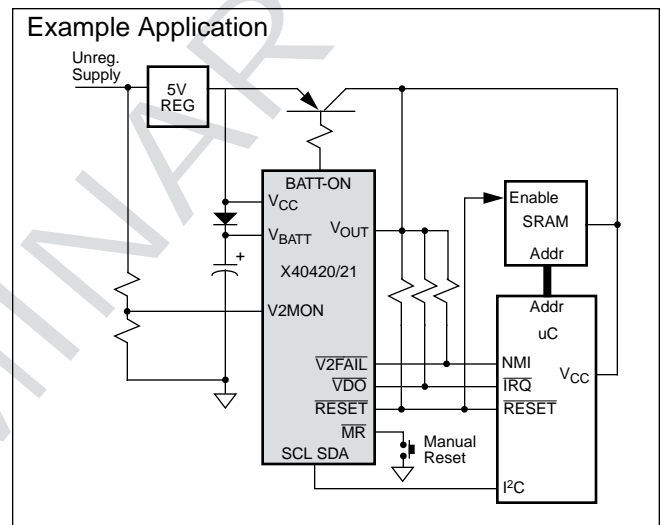 Example Application
Unreg.
Supply
5V
REG
BATT-ON
VCC
VBATT
VOUT
X40420/21
V2MON
V2FAIL
VDO
RESET
MR
SCL SDA
Manual
Reset
Enable
SRAM
Addr
Addr
uC
NMI
IRQ
RESET
VCC
I²C
+
MINAR